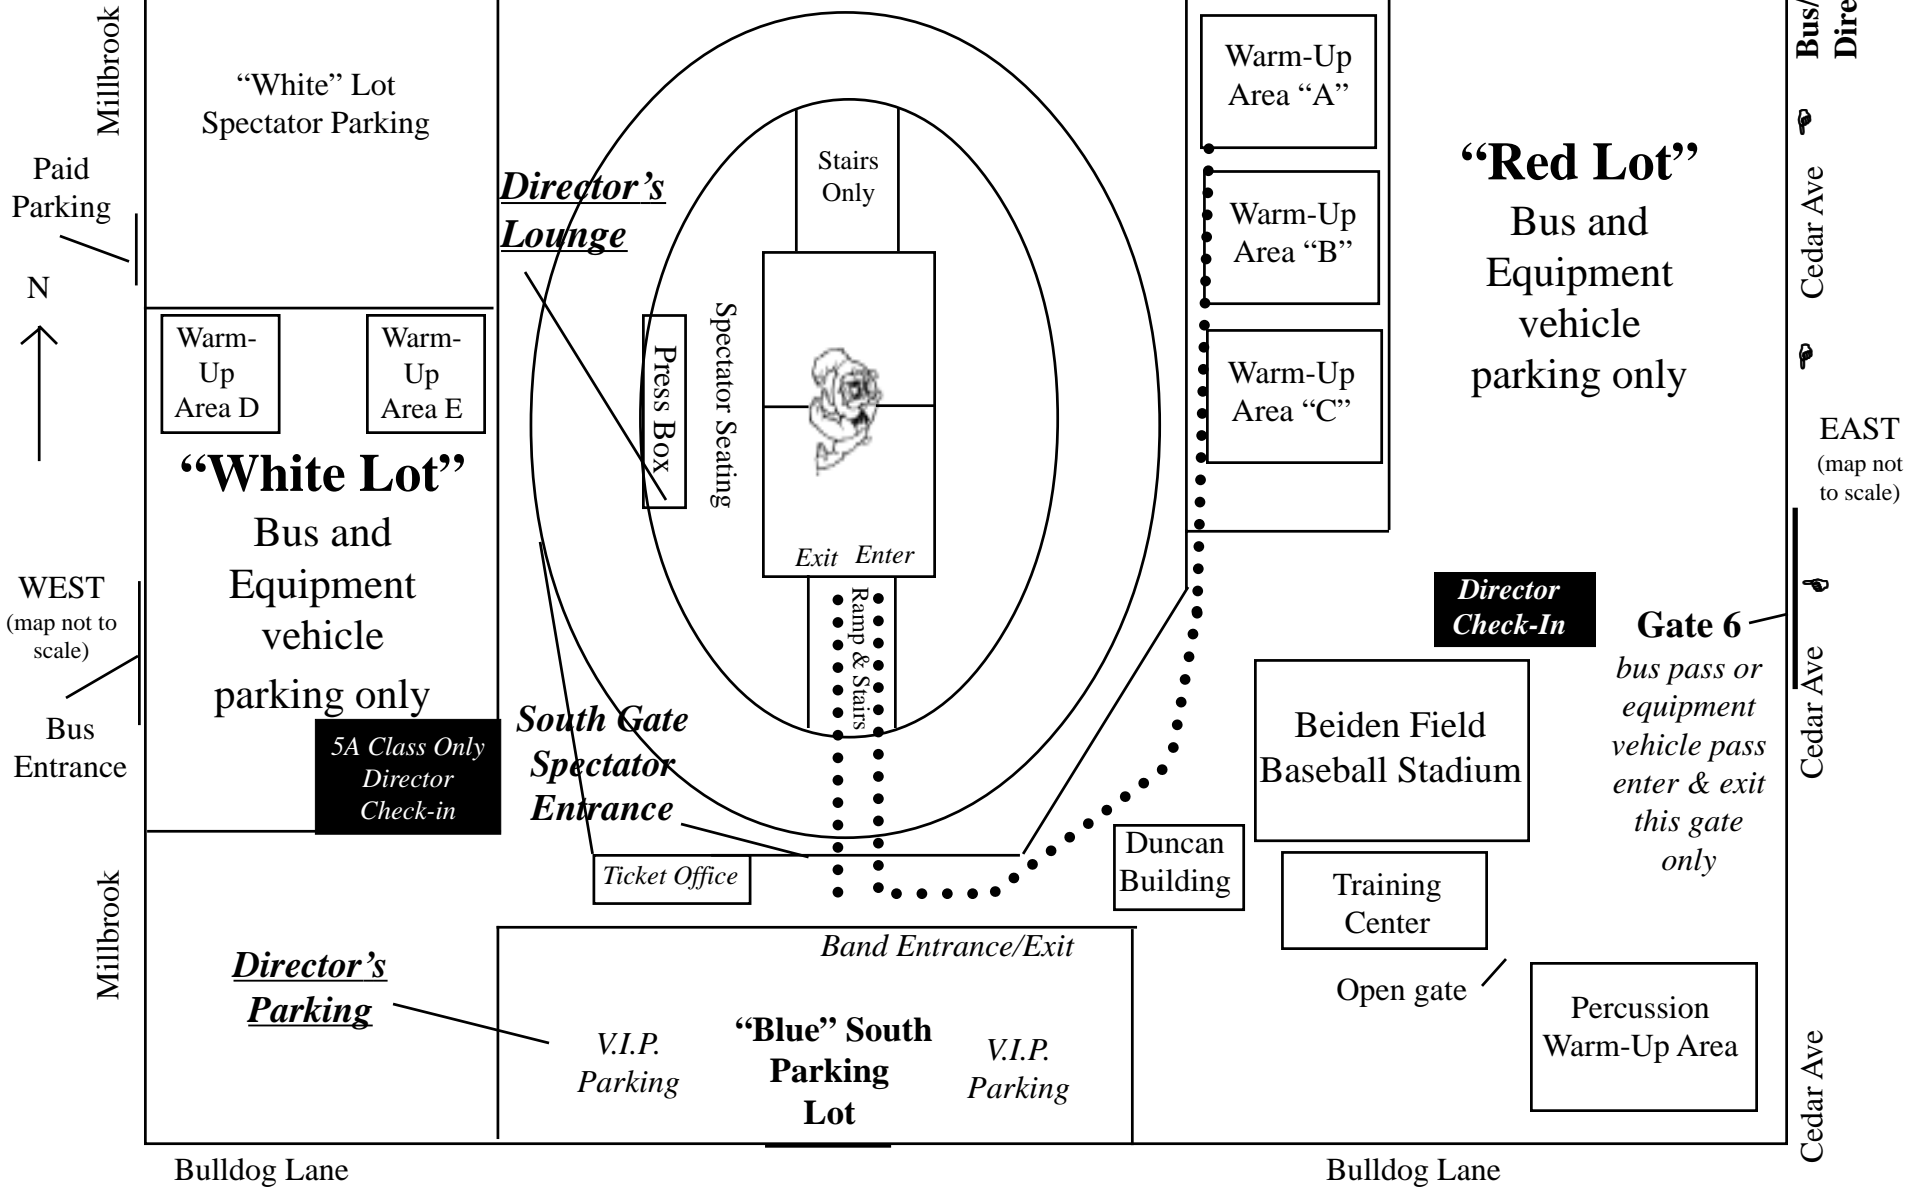 Millbrook
“White” Lot
Spectator Parking
Paid
Parking
N
Warm-
Up
Area D
Warm-
Up
Area E
“White Lot”
Bus and
Equipment
vehicle
parking only
WEST
(map not to
scale)
Bus
Entrance
5A Class Only
Director
Check-in
Millbrook
Director’s
Parking
Bulldog Lane
Director’s
Lounge
Stairs
Only
Press Box
Spectator Seating
Exit Enter
Ramp & Stairs
South Gate
Spectator
Entrance
Ticket Office
Band Entrance/Exit
V.I.P.
Parking
“Blue” South
Parking
Lot
V.I.P.
Parking
Warm-Up
Area “A”
Warm-Up
Area “B”
Warm-Up
Area “C”
“Red Lot”
Bus and
Equipment
vehicle
parking only
Director
Check-In
Gate 6
bus pass or
equipment
vehicle pass
enter & exit
this gate
only
Beiden Field
Baseball Stadium
Duncan
Building
Training
Center
Open gate
Percussion
Warm-Up Area
Bulldog Lane
Bus/
Dire
Cedar Ave
EAST
(map not
to scale)
Cedar Ave
Cedar Ave